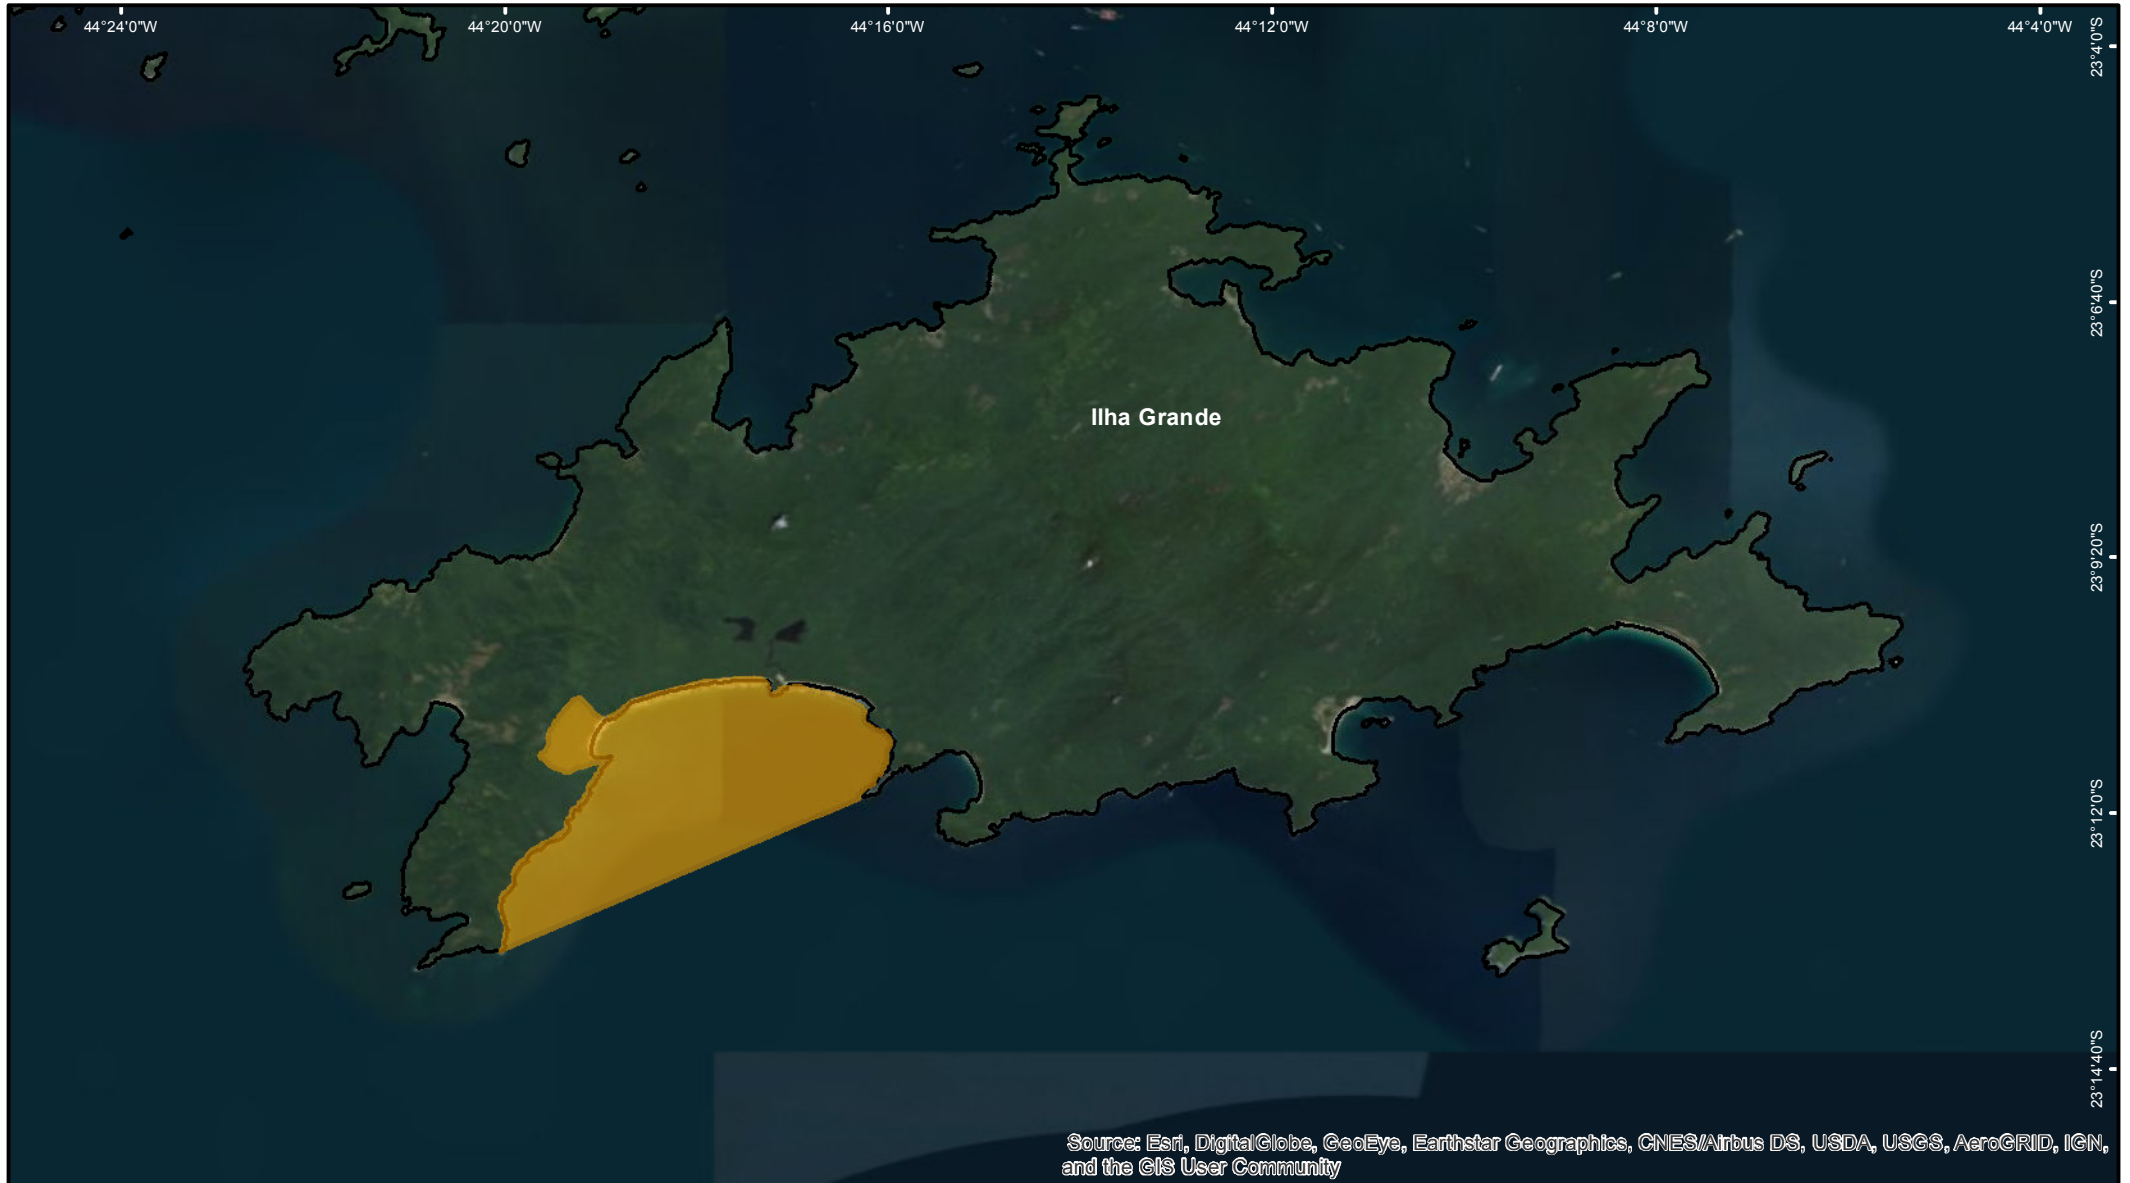 44°24'0"W
44°20'0"W
44°16'0"W
44°12'0"W
44°8'0"W
44°4'0"W
23°4'0"S
23°6'40"S
Ilha Grande
23°9'20"S
23°12'0"S
23°14'40"S
Source: Esri, DigitalGlobe, GeoEye, Earthstar Geographics, CNES/Airbus DS, USDA, USGS, AeroGRID, IGN,
and the GIS User Community